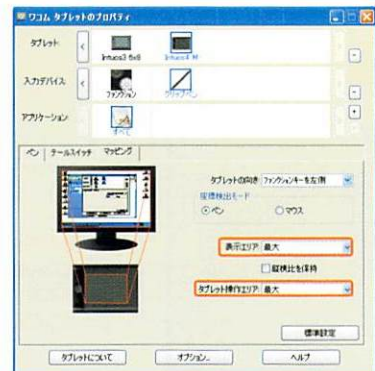 ワコム タブレットのプロパティ
タブレット
Intuos3 6x8
Intuos4 M
入力デバイス
ファンクション
グリップペン
アプリケーション
すべて
ペン テールスイッチ マッピング
タブレットの向き ファンクションキーを左側
座標検出モード
ペン マウス
表示エリア 最大
縦横比を保持
タブレット操作エリア 最大
標準設定
タブレットについて オプション... ヘルプ